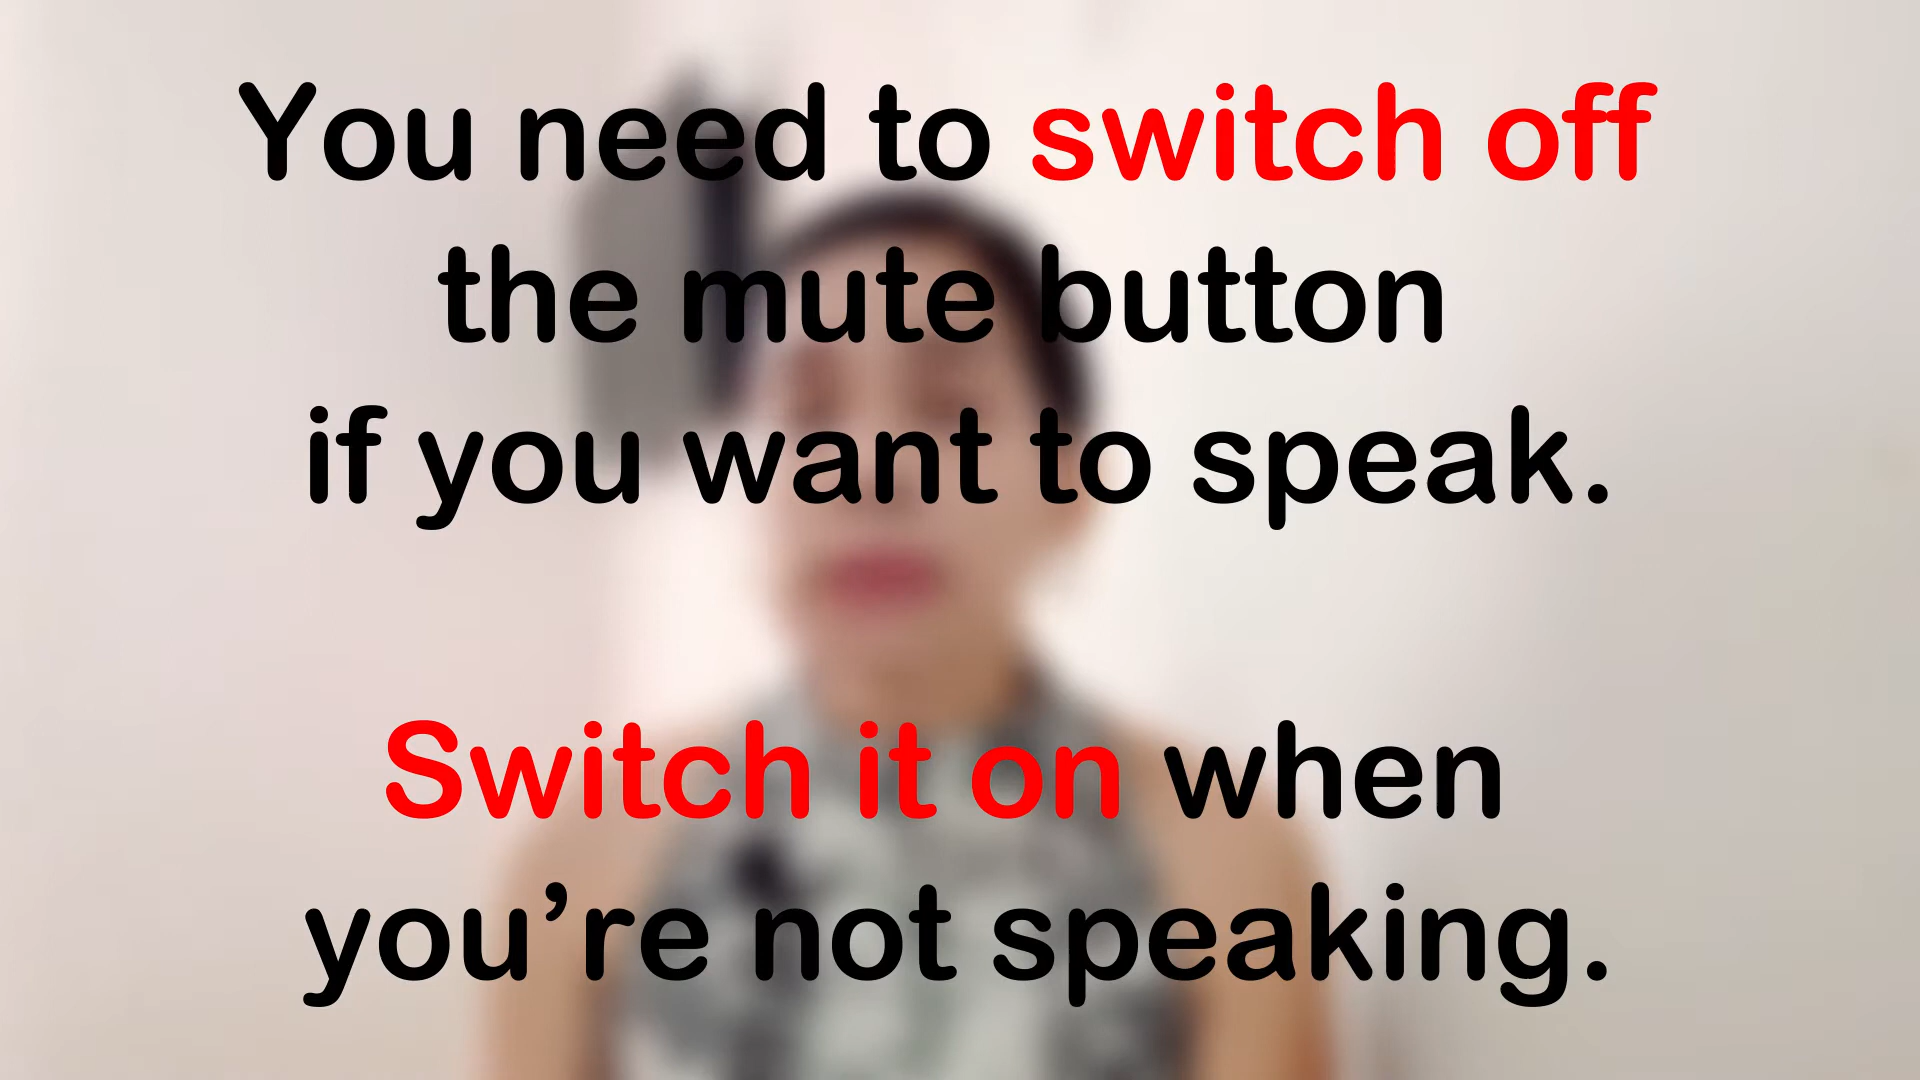 You need to switch off
the mute button
if you want to speak.
Switch it on when
you’re not speaking.